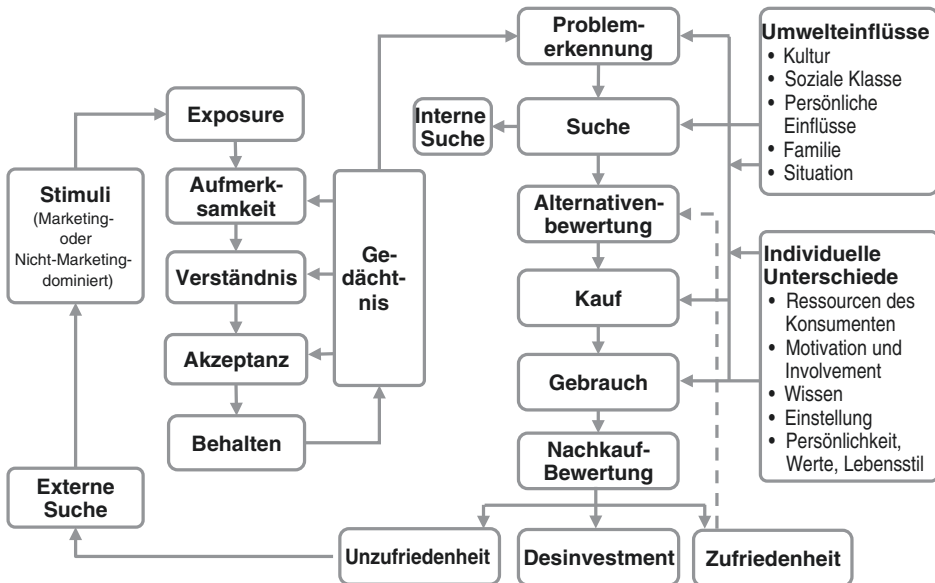 Problem-
erkennung
Umwelteinflüsse
• Kultur
• Soziale Klasse
• Persönliche
Einflüsse
• Familie
• Situation
Exposure
Interne
Suche
Suche
Stimuli
(Marketing-
oder
Nicht-Marketing-
dominiert)
Aufmerk-
samkeit
Ge-
dächt-
nis
Alternativen-
bewertung
Verständnis
Kauf
Individuelle
Unterschiede
• Ressourcen des
Konsumenten
• Motivation und
Involvement
• Wissen
• Einstellung
• Persönlichkeit,
Werte, Lebensstil
Akzeptanz
Gebrauch
Behalten
Nachkauf-
Bewertung
Externe
Suche
Unzufriedenheit
Desinvestment
Zufriedenheit